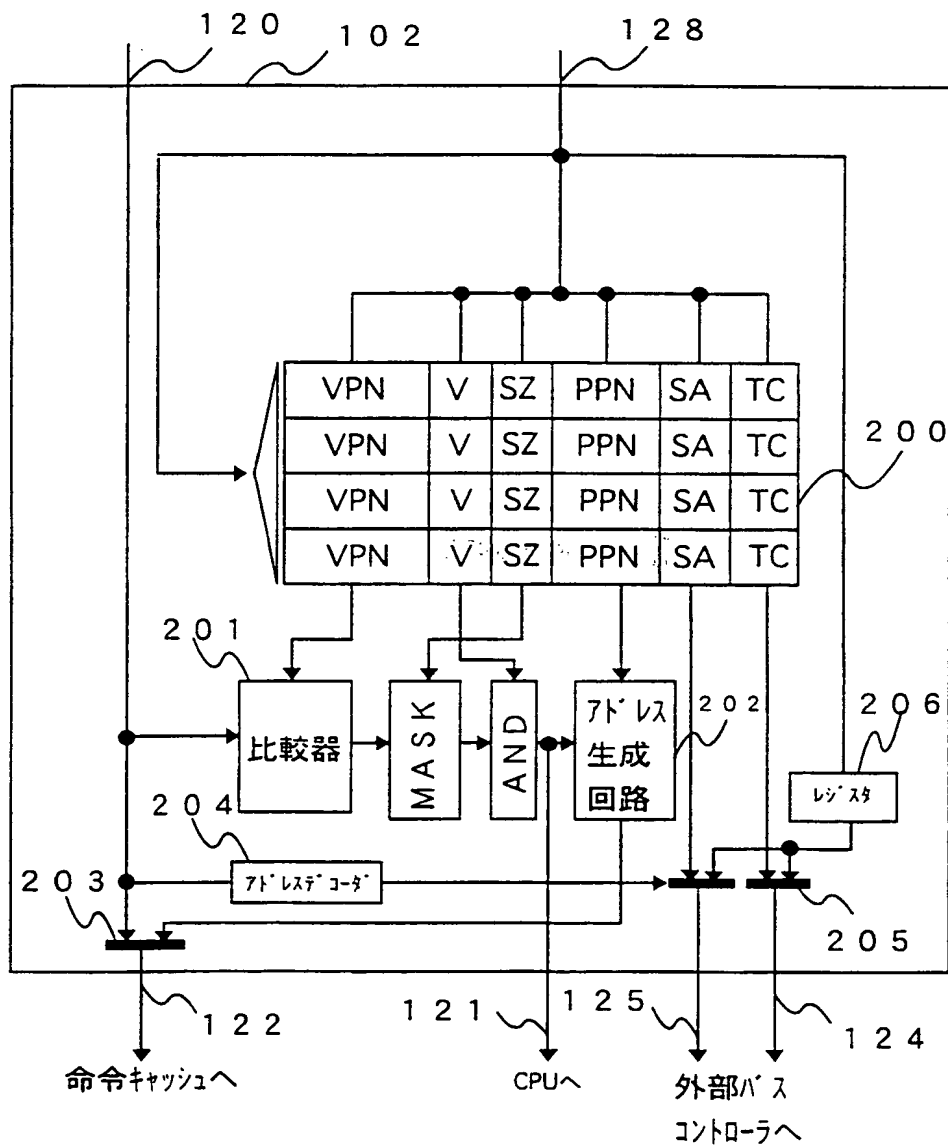 120
102
128
VPN V SZ PPN SA TC
VPN V SZ PPN SA TC
200
VPN V SZ PPN SA TC
VPN V SZ PPN SA TC
201
比較器
MASK
AND
アドレス
生成
回路
202
206
レジスタ
204
アドレスデコーダ
203
205
122
121
125
124
命令キャッシュへ
CPUへ
外部バス
コントローラへ